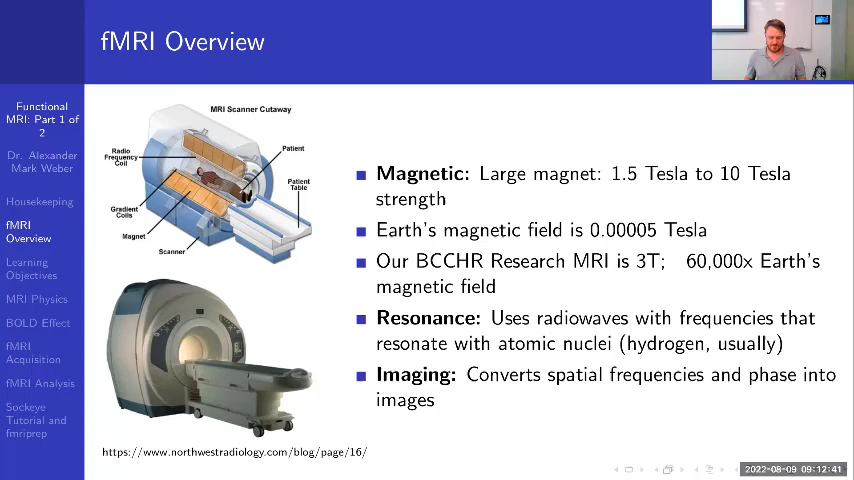 fMRI Overview
Functional
MRI: Part 1 of
2
Dr. Alexander
Mark Weber
Housekeeping
fMRI
Overview
Learning
Objectives
MRI Physics
BOLD Effect
fMRI
Acquisition
fMRI Analysis
Sockeye
Tutorial and
fmriprep
MRI Scanner Cutaway
Radio
Frequency
Coil
Patient
Patient
Table
Gradient
Coils
Magnet
Scanner
https://www.northwestradiology.com/blog/page/16/
Magnetic: Large magnet: 1.5 Tesla to 10 Tesla
strength
Earth's magnetic field is 0.00005 Tesla
Our BCCHR Research MRI is 3T; 60,000x Earth's
magnetic field
Resonance: Uses radiowaves with frequencies that
resonate with atomic nuclei (hydrogen, usually)
Imaging: Converts spatial frequencies and phase into
images
2022-08-09 09:12:41